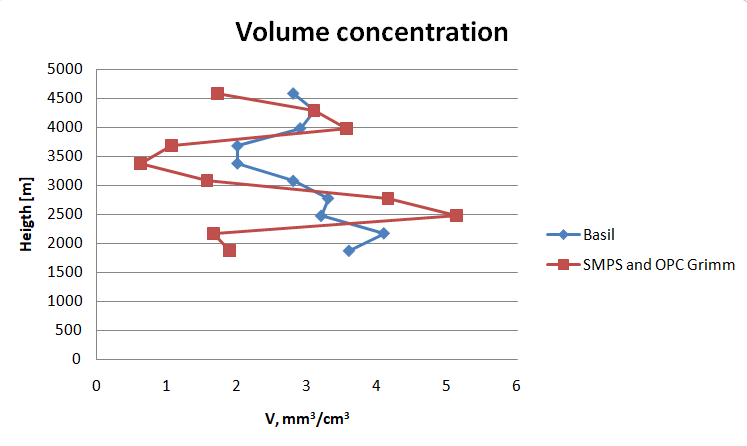 Volume concentration
5000
4500
4000
3500
3000
2500
2000
1500
1000
500
0
Heigth [m]
0 1 2 3 4 5 6
V, mm³/cm³
Basil
SMPS and OPC Grimm